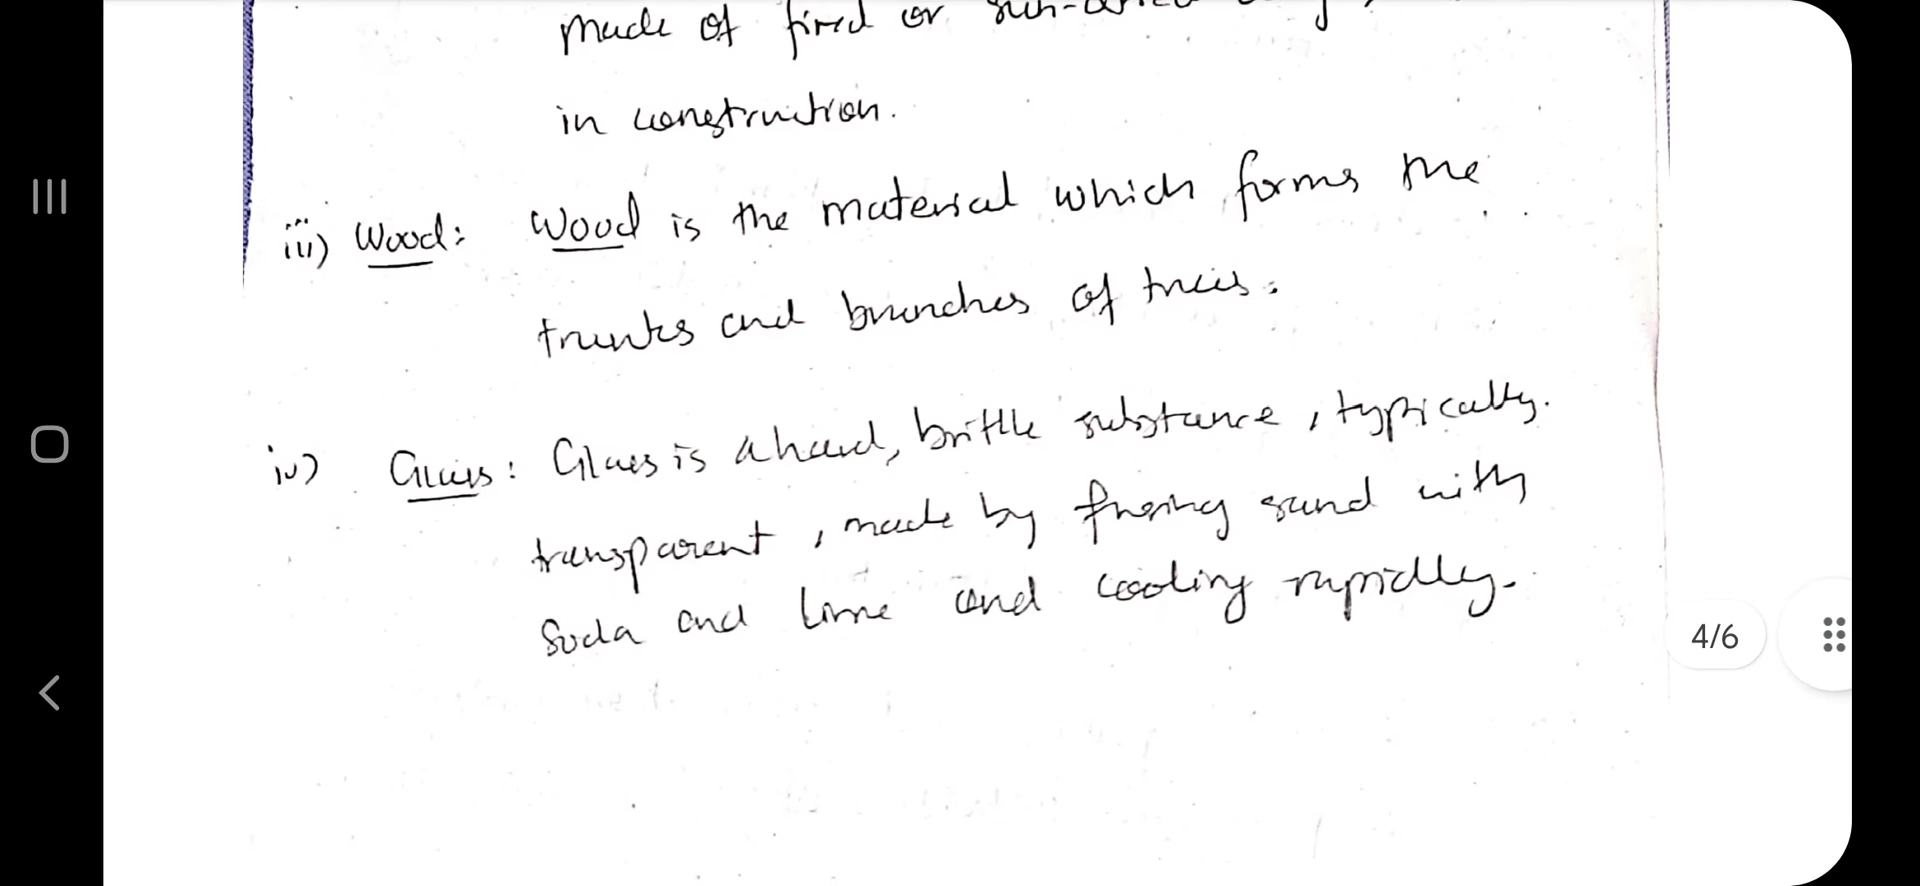 made of fired or sun-dried
in construction.
iii) Wood: Wood is the material which forms the
trunks and branches of trees.
iv) Glass: Glass is a hard, brittle substance, typically.
transparent, made by fusing sand with
Soda and lime and cooling rapidly.
4/6